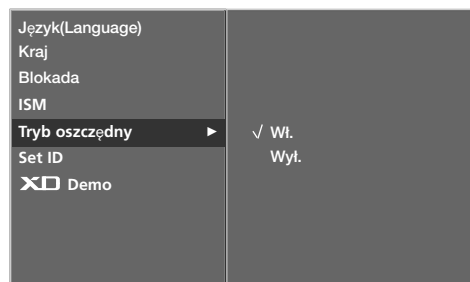 Język(Language)
Kraj
Blokada
ISM
Tryb oszczędny ► √ Wł.
Set ID Wył.
XD Demo